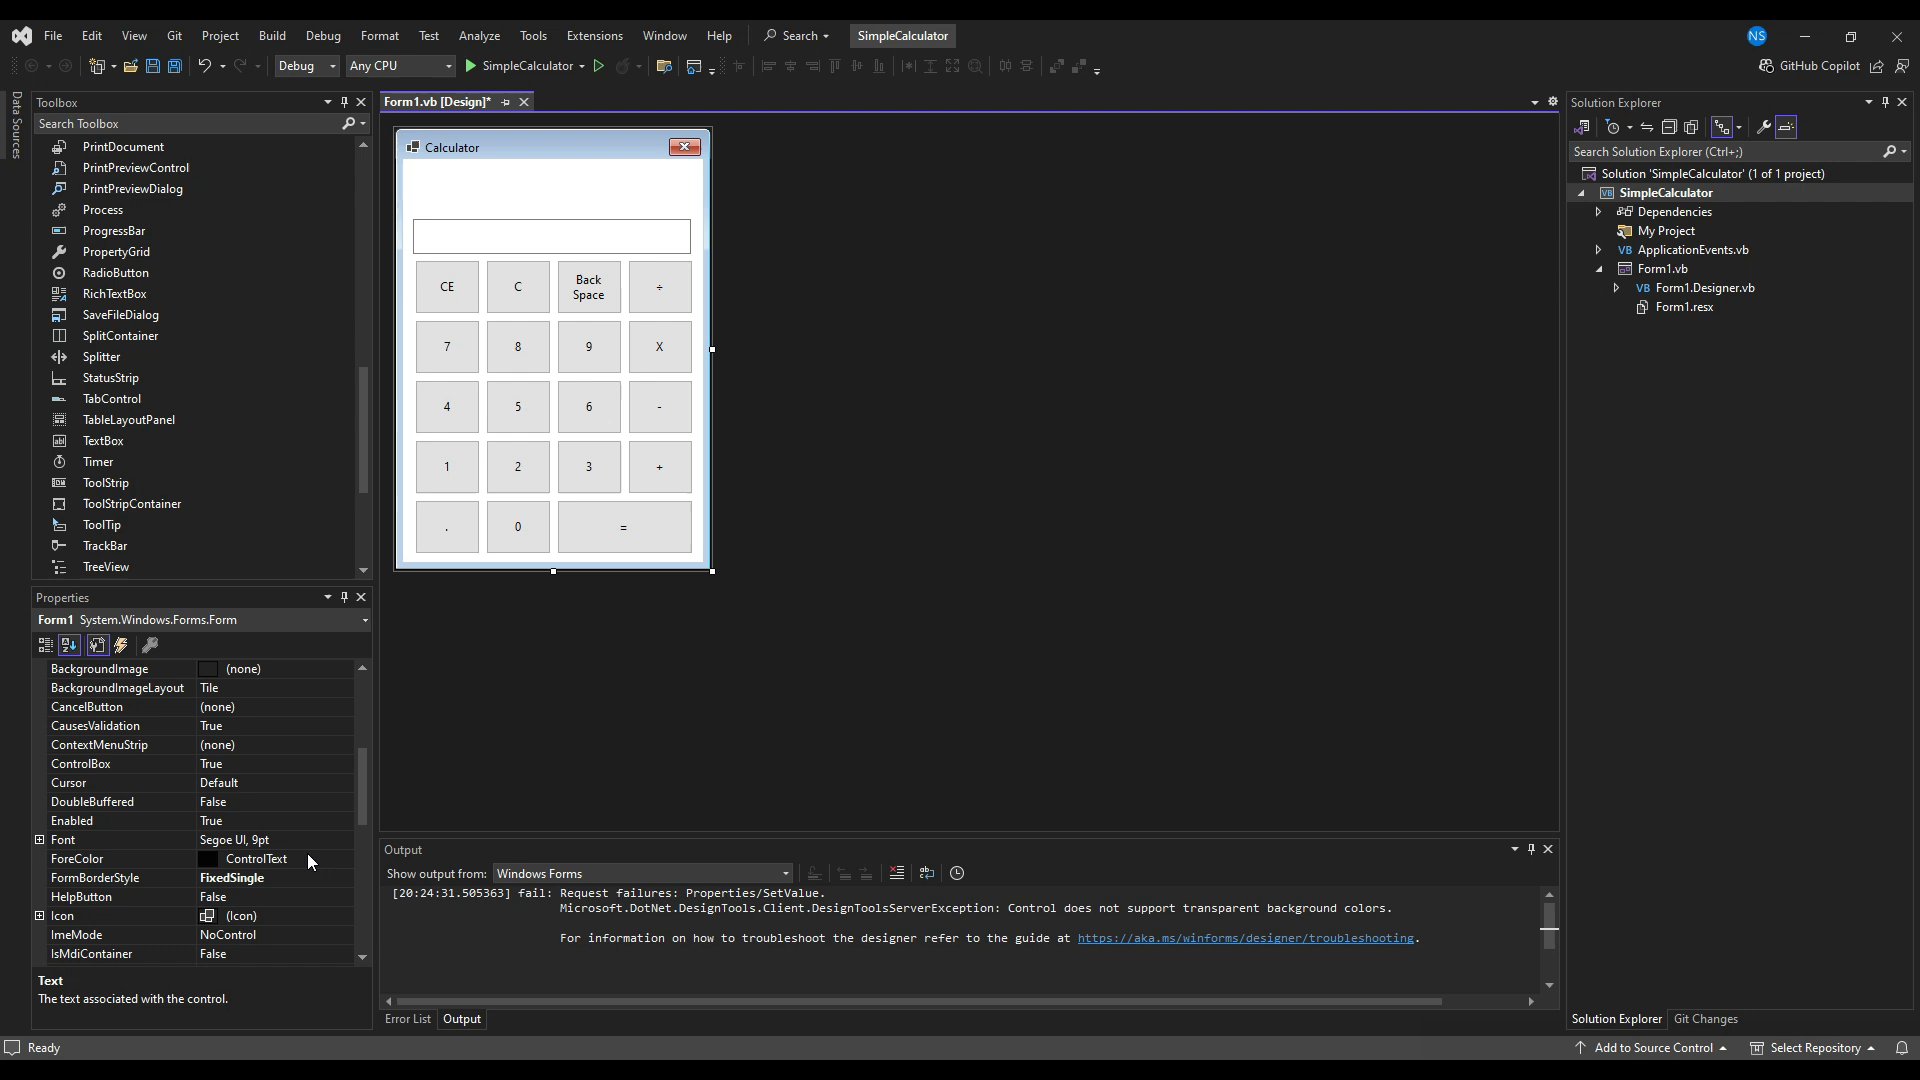 File Edit View Git Project Build Debug Format Test Analyze Tools Extensions Window Help Search SimpleCalculator NS
Debug Any CPU SimpleCalculator GitHub Copilot
Data Sources
Toolbox
Search Toolbox
PrintDocument
PrintPreviewControl
PrintPreviewDialog
Process
ProgressBar
PropertyGrid
RadioButton
RichTextBox
SaveFileDialog
SplitContainer
Splitter
StatusStrip
TabControl
TableLayoutPanel
TextBox
Timer
ToolStrip
ToolStripContainer
ToolTip
TrackBar
TreeView
Properties
Form1 System.Windows.Forms.Form
BackgroundImage (none)
BackgroundImageLayout Tile
CancelButton (none)
CausesValidation True
ContextMenuStrip (none)
ControlBox True
Cursor Default
DoubleBuffered False
Enabled True
Font Segoe UI, 9pt
ForeColor ControlText
FormBorderStyle FixedSingle
HelpButton False
Icon (Icon)
ImeMode NoControl
IsMdiContainer False
Text
The text associated with the control.
Form1.vb [Design]*
Calculator
CE C Back Space ÷
7 8 9 X
4 5 6 -
1 2 3 +
. 0 =
Output
Show output from: Windows Forms
[20:24:31.505363] fail: Request failures: Properties/SetValue.
Microsoft.DotNet.DesignTools.Client.DesignToolsServerException: Control does not support transparent background colors.
For information on how to troubleshoot the designer refer to the guide at https://aka.ms/winforms/designer/troubleshooting.
Error List Output
Solution Explorer
Search Solution Explorer (Ctrl+;)
Solution 'SimpleCalculator' (1 of 1 project)
VB SimpleCalculator
Dependencies
My Project
VB ApplicationEvents.vb
Form1.vb
VB Form1.Designer.vb
Form1.resx
Solution Explorer Git Changes
Ready Add to Source Control Select Repository